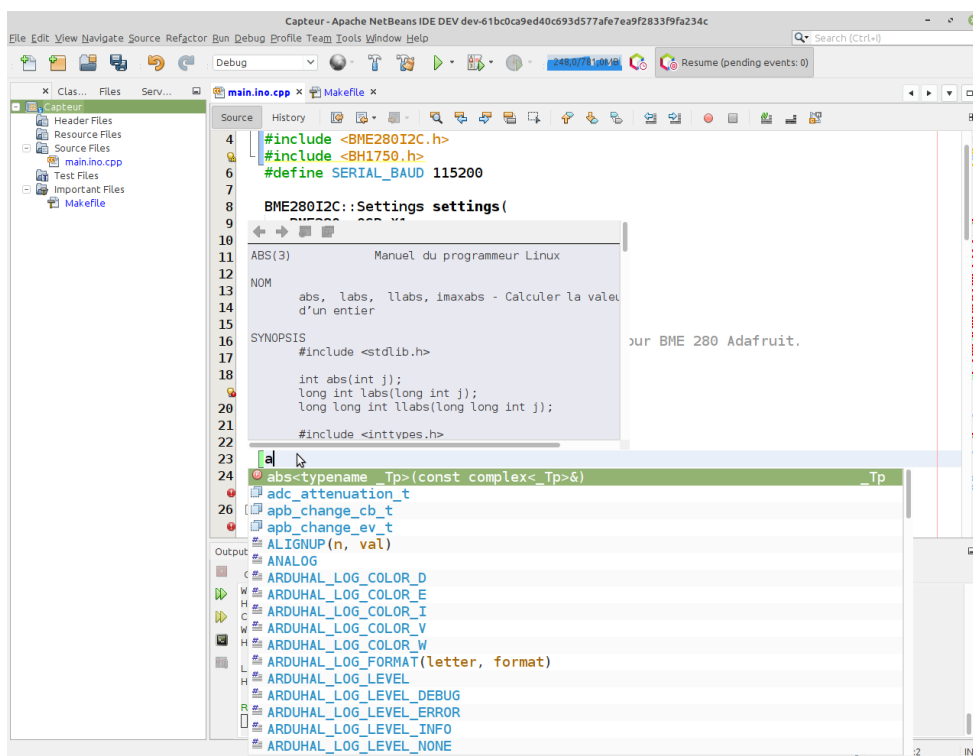 Capteur - Apache NetBeans IDE DEV dev-61bc0ca9ed40c693d577afe7ea9f2833f9fa234c
File Edit View Navigate Source Refactor Run Debug Profile Team Tools Window Help
Search (Ctrl+I)
Debug
248,0/781,0MB
Resume (pending events: 0)
Clas... Files Serv...
main.ino.cpp
Makefile
Capteur
Header Files
Resource Files
Source Files
main.ino.cpp
Test Files
Important Files
Makefile
Source History
4 #include <BME280I2C.h>
#include <BH1750.h>
6 #define SERIAL_BAUD 115200
7
8 BME280I2C::Settings settings(
9
10
11
12
13
14
15
16 our BME 280 Adafruit.
17
18
20
21
22
23 a
24
26
ABS(3) Manuel du programmeur Linux
NOM
abs, labs, llabs, imaxabs - Calculer la valeu
d'un entier
SYNOPSIS
#include <stdlib.h>
int abs(int j);
long int labs(long int j);
long long int llabs(long long int j);
#include <inttypes.h>
abs<typename _Tp>(const complex<_Tp>&) _Tp
adc_attenuation_t
apb_change_cb_t
apb_change_ev_t
ALIGNUP(n, val)
ANALOG
ARDUHAL_LOG_COLOR_D
ARDUHAL_LOG_COLOR_E
ARDUHAL_LOG_COLOR_I
ARDUHAL_LOG_COLOR_V
ARDUHAL_LOG_COLOR_W
ARDUHAL_LOG_FORMAT(letter, format)
ARDUHAL_LOG_LEVEL
ARDUHAL_LOG_LEVEL_DEBUG
ARDUHAL_LOG_LEVEL_ERROR
ARDUHAL_LOG_LEVEL_INFO
ARDUHAL_LOG_LEVEL_NONE
Output
:2 IN